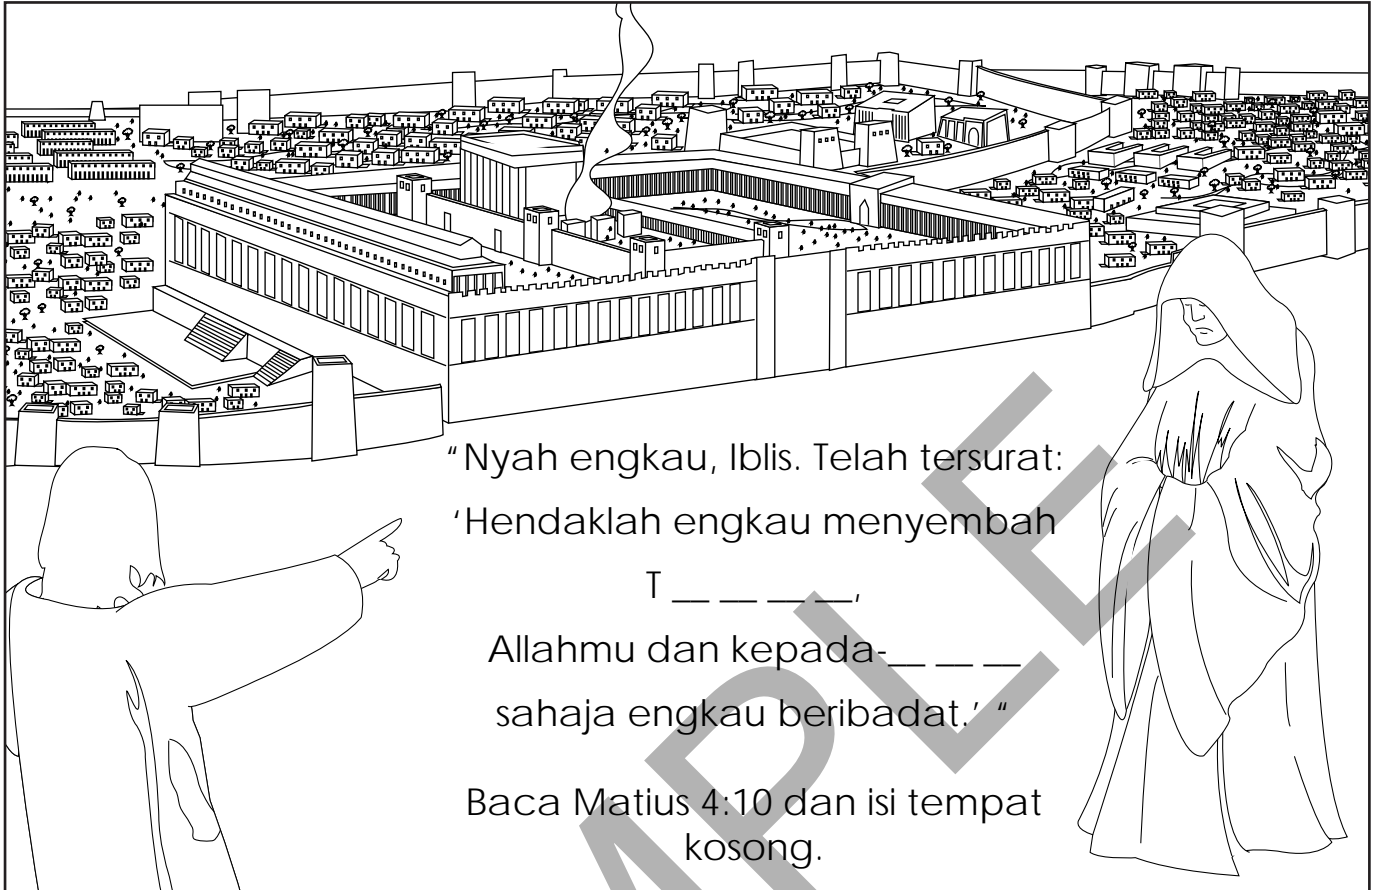 “Nyah engkau, Iblis. Telah tersurat:
‘Hendaklah engkau menyembah
T __ __ __ __,
Allahmu dan kepada-__ __ __
sahaja engkau beribadat.’ “
Baca Matius 4:10 dan isi tempat
kosong.
MPLE